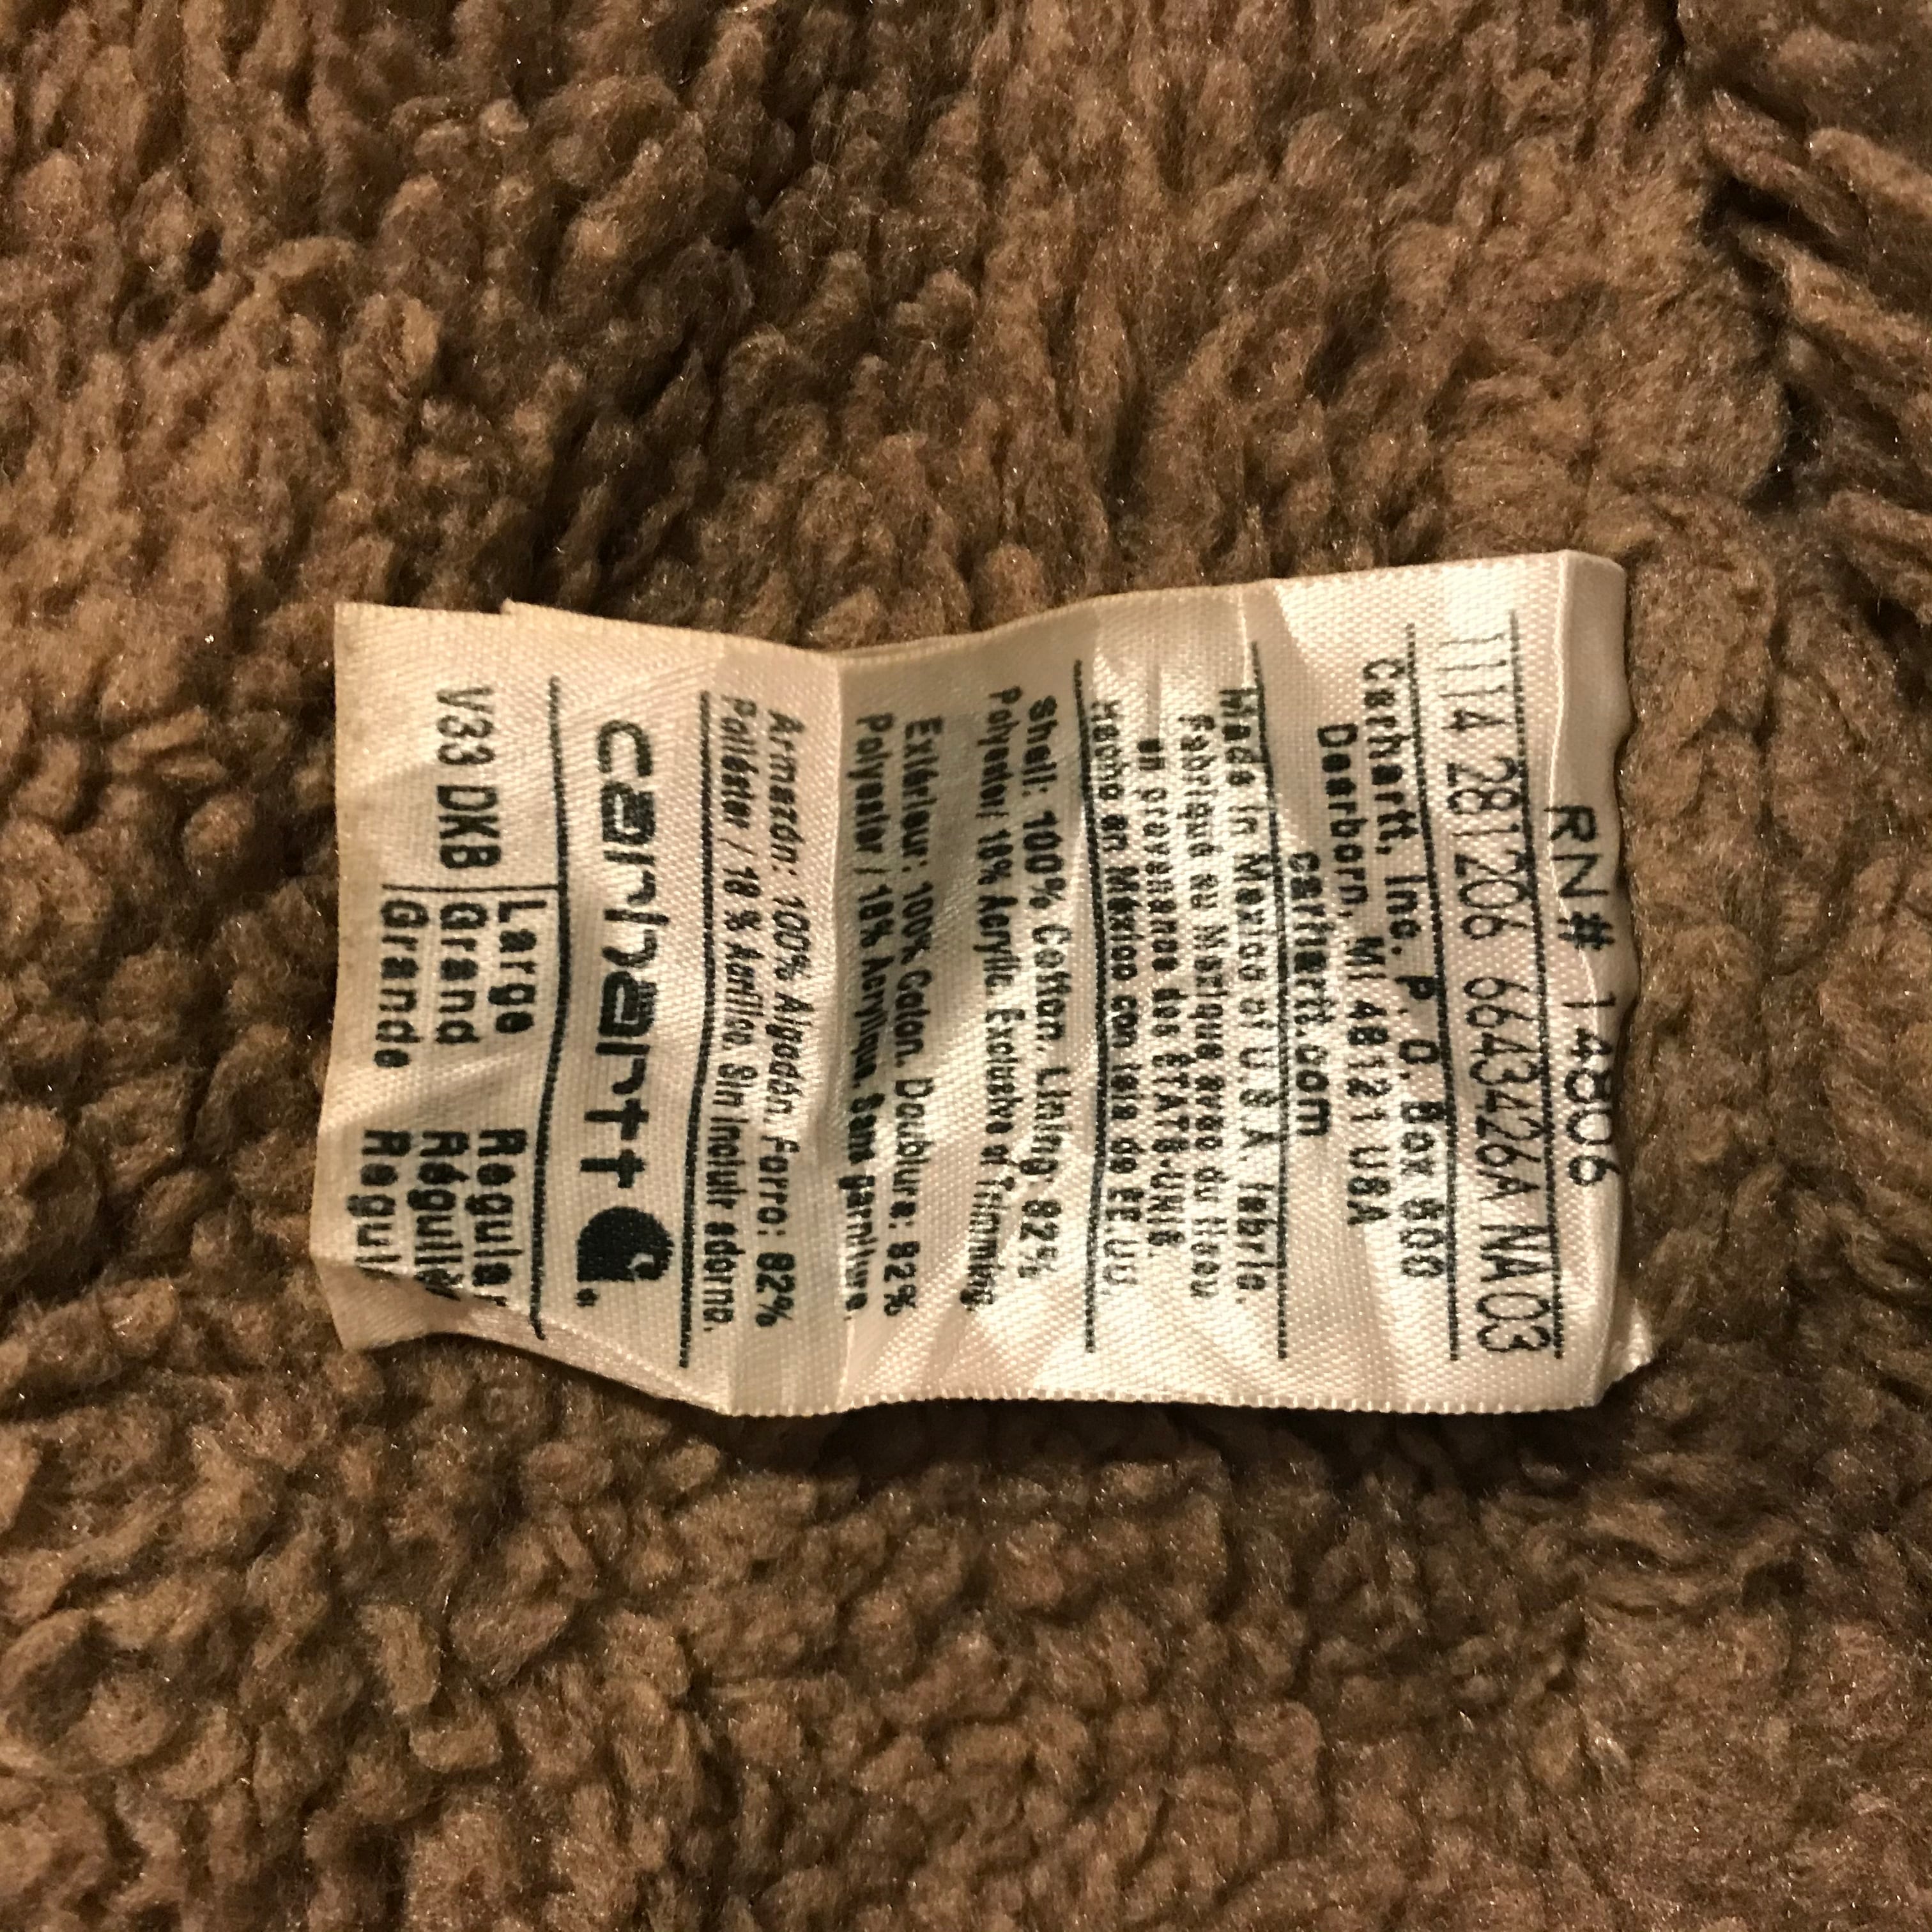 V33 DKB Large Regular
Grand Régulier
Grande Regul
carhartt
Armazón: 100% Algodón. Forro: 82%
Poliéster / 18 % Acrílico. Sin Incluir adorno.
Extérieur: 100% Coton. Doublure: 82%
Polyester / 18% Acrylique. Sans garniture.
Shell: 100% Cotton. Lining 82%
Polyester/ 18% Acrylic. Exclusive of Trimming.
Made in Mexico of U.S.A. fabric.
Fabriqué au Mexique avec du tissu
en provenance des ÉTATS-UNIS.
Hecho en México con tela de EE.UU.
carhartt.com
Carhartt, Inc. P. O. Box 600
Dearborn, MI 48121 USA
1114 281206 6643426A NA 03
RN# 14806